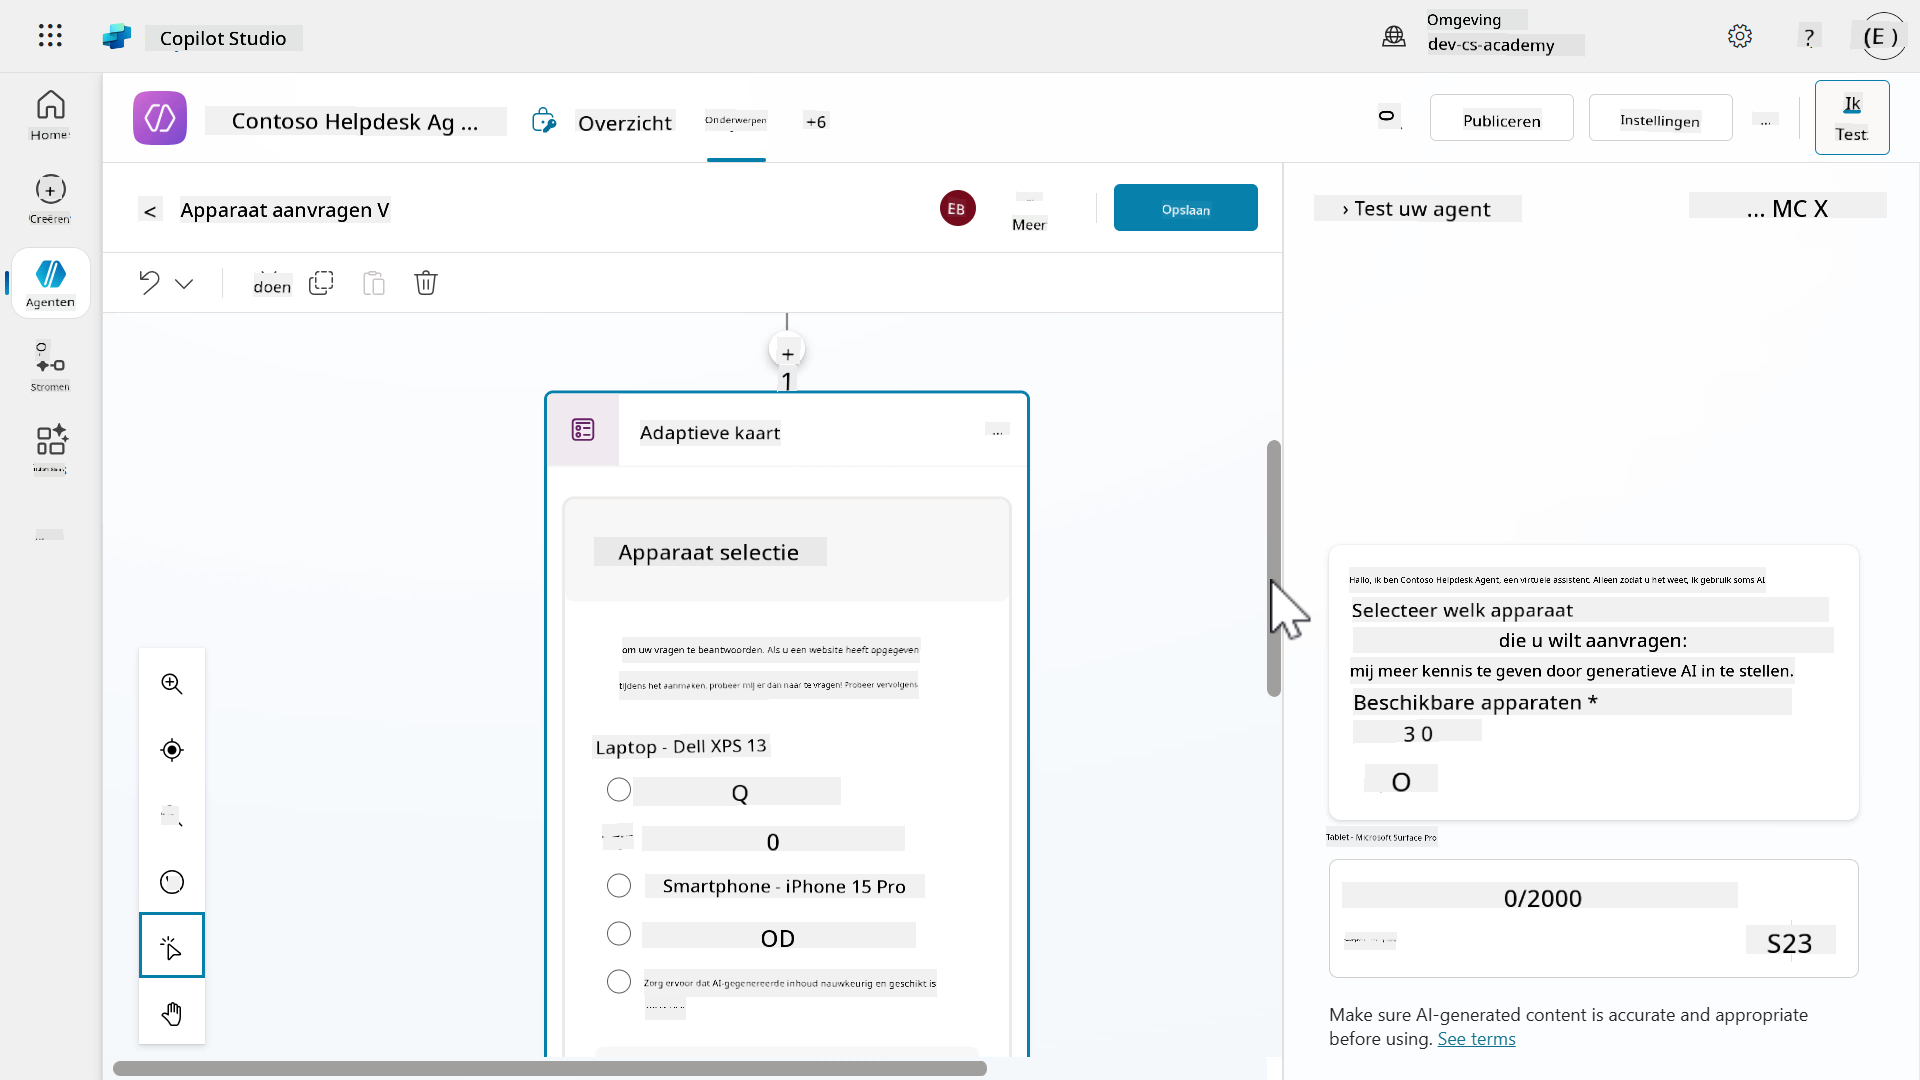 Copilot Studio
Omgeving
dev-cs-academy
?
(E )
Home
Creëren
Agenten
Stromen
Contoso Helpdesk Ag ...
Overzicht
Onderwerpen
+6
Publiceren
Instellingen
...
Ik
Test
< Apparaat aanvragen V
EB
...
Meer
Opslaan
doen
+
1
Adaptieve kaart
...
Apparaat selectie
om uw vragen te beantwoorden. Als u een website heeft opgegeven
tijdens het aanmaken, probeer mij er dan naar te vragen! Probeer vervolgens
Laptop - Dell XPS 13
Q
0
Smartphone - iPhone 15 Pro
OD
Zorg ervoor dat AI-gegenereerde inhoud nauwkeurig en geschikt is
› Test uw agent
... MC X
Hallo, ik ben Contoso Helpdesk Agent, een virtuele assistent. Alleen zodat u het weet, ik gebruik soms AI
Selecteer welk apparaat
die u wilt aanvragen:
mij meer kennis te geven door generatieve AI in te stellen.
Beschikbare apparaten *
3 0
O
Tablet - Microsoft Surface Pro
0/2000
S23
Make sure AI-generated content is accurate and appropriate
before using. See terms